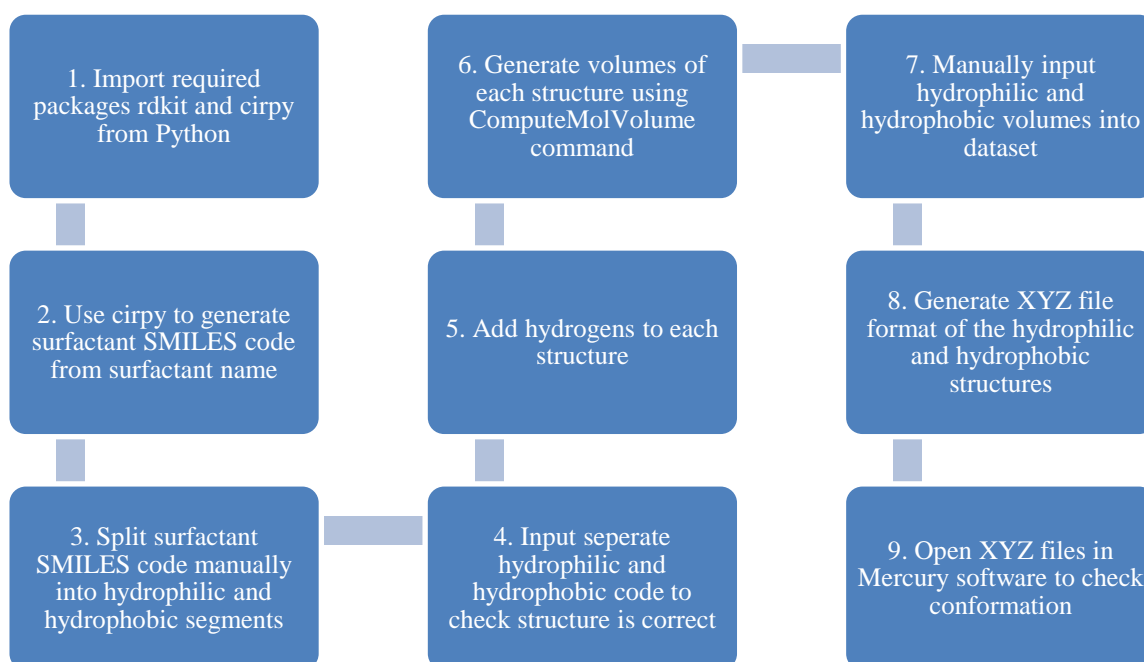 1. Import required
packages rdkit and cirpy
from Python
2. Use cirpy to generate
surfactant SMILES code
from surfactant name
3. Split surfactant
SMILES code manually
into hydrophilic and
hydrophobic segments
4. Input seperate
hydrophilic and
hydrophobic code to
check structure is correct
5. Add hydrogens to each
structure
6. Generate volumes of
each structure using
ComputeMolVolume
command
7. Manually input
hydrophilic and
hydrophobic volumes into
dataset
8. Generate XYZ file
format of the hydrophilic
and hydrophobic
structures
9. Open XYZ files in
Mercury software to check
conformation